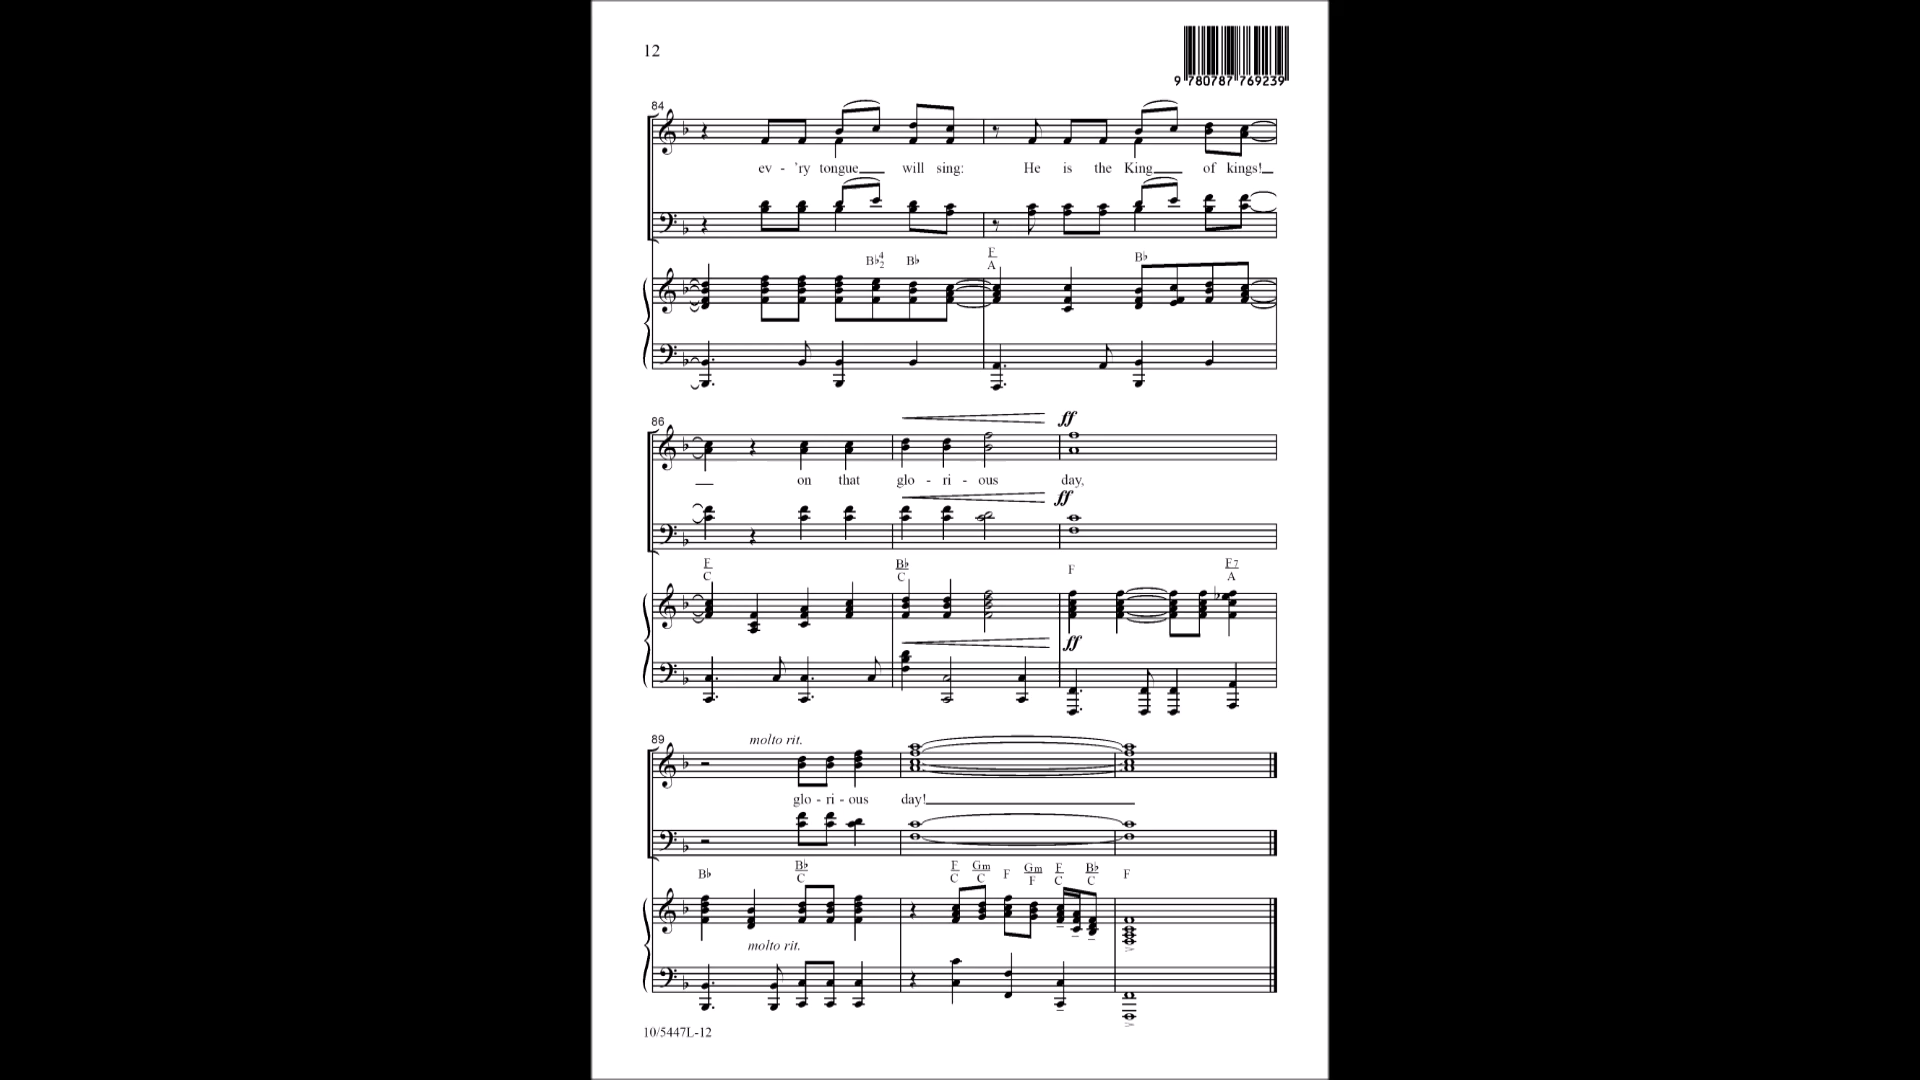 12
9 780787 769239
84
ev - 'ry tongue will sing: He is the King of kings!
B♭4/2 B♭ F/A B♭
86
ff
on that glo - ri - ous day,
ff
F/C B♭/C F F7/A
ff
89
molto rit.
glo - ri - ous day!
B♭ B♭/C F/C Gm/C F Gm/F F/C B♭/C F
molto rit.
10/5447L-12